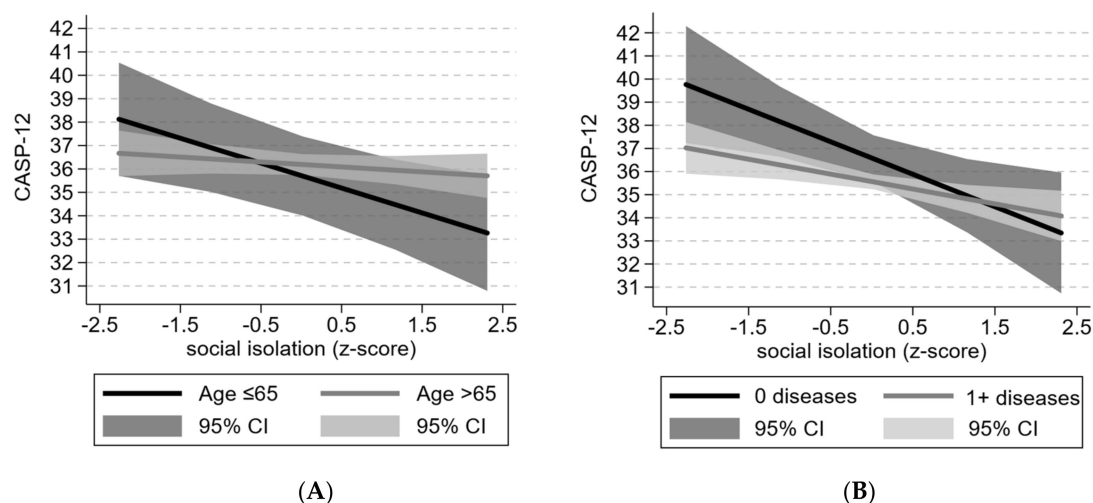 42
41
40
39
38
37
36
35
34
33
32
31
CASP-12
-2.5 -1.5 -0.5 0.5 1.5 2.5
social isolation (z-score)
Age ≤65 Age >65
95% CI 95% CI
(A)
42
41
40
39
38
37
36
35
34
33
32
31
CASP-12
-2.5 -1.5 -0.5 0.5 1.5 2.5
social isolation (z-score)
0 diseases 1+ diseases
95% CI 95% CI
(B)